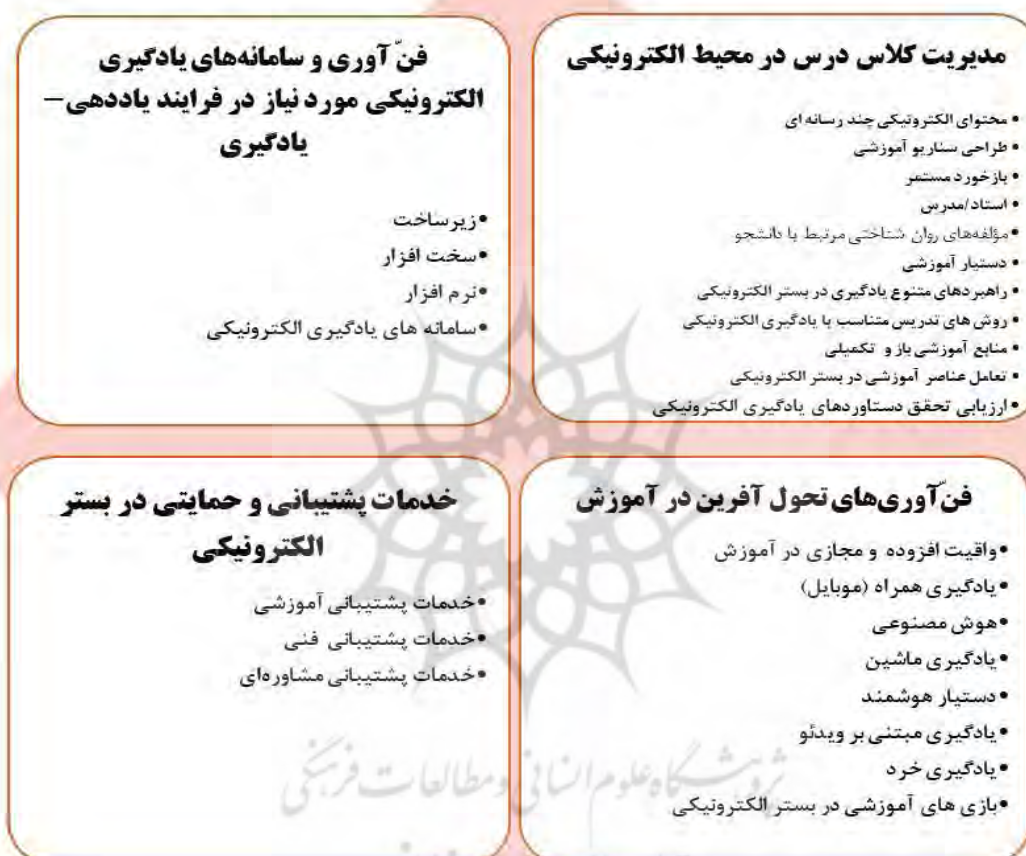 مدیریت کلاس درس در محیط الکترونیکی
• محتوای الکترونیکی چند رسانه ای
• طراحی سناریو آموزشی
• بازخورد مستمر
• استاد/مدرس
• مؤلفه‌های روان شناختی مرتبط با دانشجو
• دستیار آموزشی
• راهبردهای متنوع یادگیری در بستر الکترونیکی
• روش های تدریس متناسب با یادگیری الکترونیکی
• منابع آموزشی باز و تکمیلی
• تعامل عناصر آموزشی در بستر الکترونیکی
• ارزیابی تحقق دستاوردهای یادگیری الکترونیکی
فنّ آوری و سامانه‌های یادگیری
الکترونیکی مورد نیاز در فرایند یاددهی–
یادگیری
•زیرساخت
•سخت افزار
•نرم افزار
•سامانه های یادگیری الکترونیکی
فنّ‌آوری‌های تحول آفرین در آموزش
•واقیت افزوده و مجازی در آموزش
•یادگیری همراه (موبایل)
•هوش مصنوعی
•یادگیری ماشین
•دستیار هوشمند
•یادگیری مبتنی بر ویدئو
•یادگیری خرد
•بازی های آموزشی در بستر الکترونیکی
خدمات پشتیبانی و حمایتی در بستر
الکترونیکی
•خدمات پشتیبانی آموزشی
•خدمات پشتیبانی فنی
•خدمات پشتیبانی مشاوره‌ای
پژوهشگاه علوم انسانی و مطالعات فرهنگی